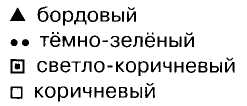 ▲ бордовый
●● тёмно-зелёный
▣ светло-коричневый
□ коричневый